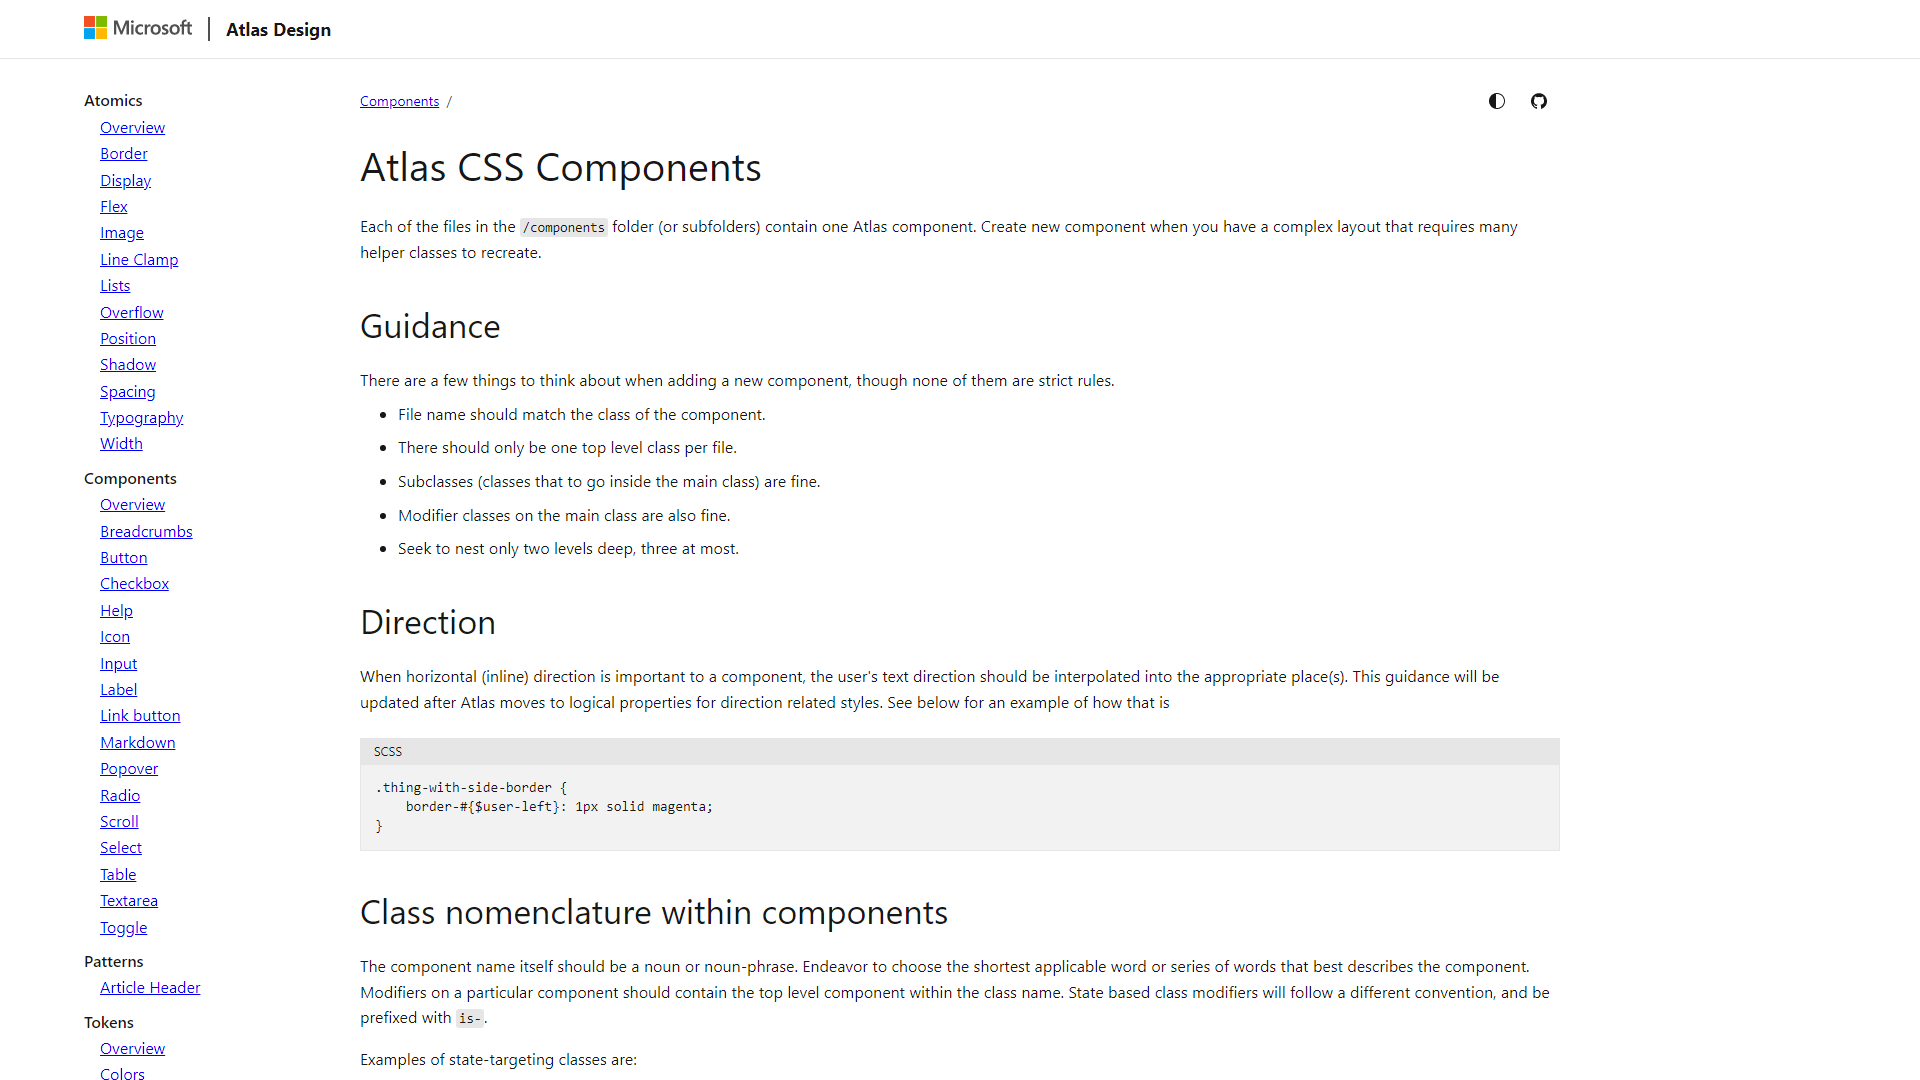 Microsoft
Atlas Design
Atomics
Overview
Border
Display
Flex
Image
Line Clamp
Lists
Overflow
Position
Shadow
Spacing
Typography
Width
Components
Overview
Breadcrumbs
Button
Checkbox
Help
Icon
Input
Label
Link button
Markdown
Popover
Radio
Scroll
Select
Table
Textarea
Toggle
Patterns
Article Header
Tokens
Overview
Colors
Components /
Atlas CSS Components
Each of the files in the /components folder (or subfolders) contain one Atlas component. Create new component when you have a complex layout that requires many
helper classes to recreate.
Guidance
There are a few things to think about when adding a new component, though none of them are strict rules.
• File name should match the class of the component.
• There should only be one top level class per file.
• Subclasses (classes that to go inside the main class) are fine.
• Modifier classes on the main class are also fine.
• Seek to nest only two levels deep, three at most.
Direction
When horizontal (inline) direction is important to a component, the user's text direction should be interpolated into the appropriate place(s). This guidance will be
updated after Atlas moves to logical properties for direction related styles. See below for an example of how that is
SCSS
.thing-with-side-border {
    border-#{$user-left}: 1px solid magenta;
}
Class nomenclature within components
The component name itself should be a noun or noun-phrase. Endeavor to choose the shortest applicable word or series of words that best describes the component.
Modifiers on a particular component should contain the top level component within the class name. State based class modifiers will follow a different convention, and be
prefixed with is-.
Examples of state-targeting classes are: